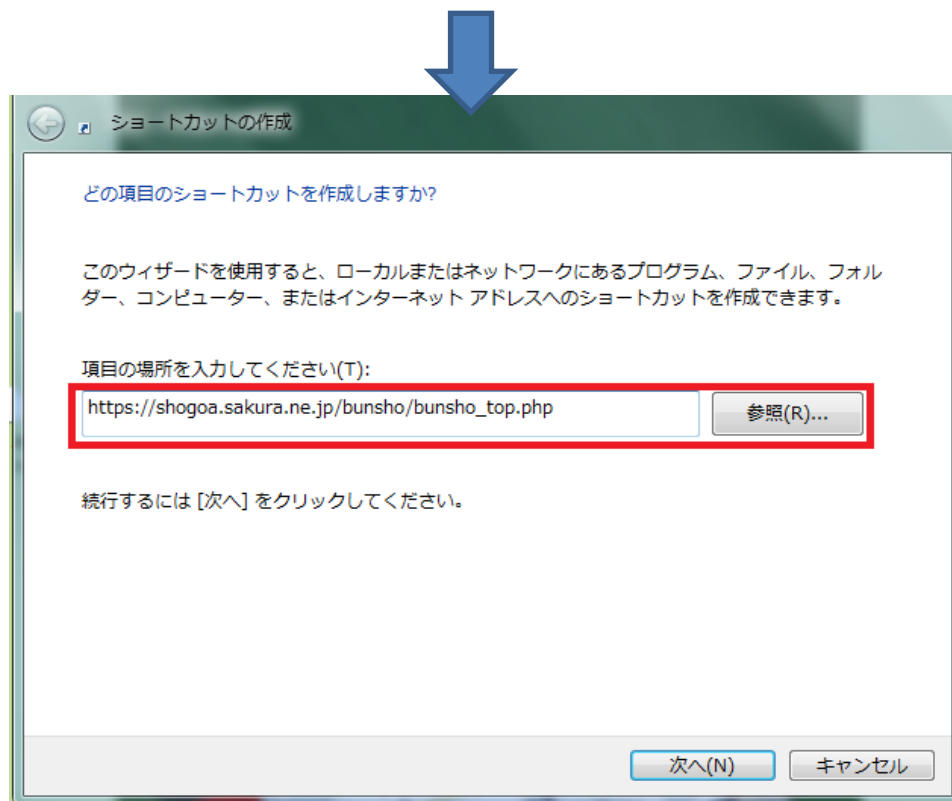 ショートカットの作成
どの項目のショートカットを作成しますか?
このウィザードを使用すると、ローカルまたはネットワークにあるプログラム、ファイル、フォル
ダー、コンピューター、またはインターネット アドレスへのショートカットを作成できます。
項目の場所を入力してください(T):
https://shogoa.sakura.ne.jp/bunsho/bunsho_top.php
参照(R)...
続行するには [次へ] をクリックしてください。
次へ(N)
キャンセル